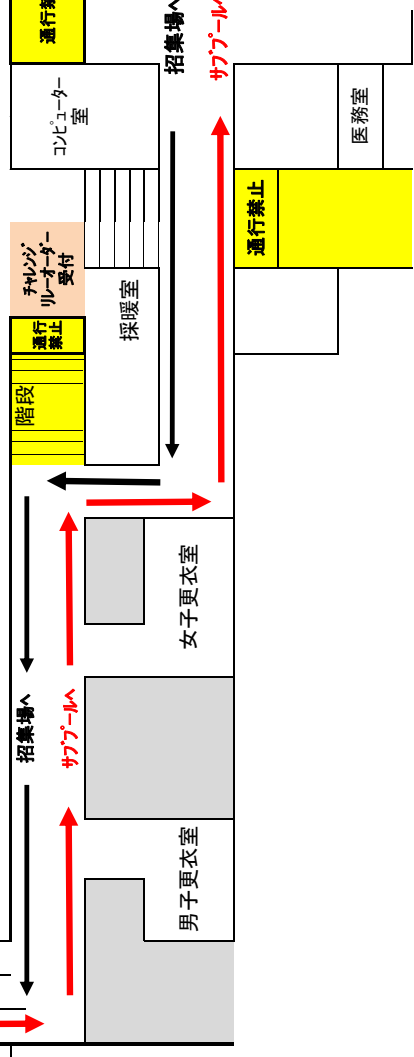 通行禁
招集場へ
サブプールへ
コンピューター
室
医務室
チャレンジ
リレーオーダー
受付
通行禁止
採暖室
通行
禁止
階段
女子更衣室
招集場へ
サブプールへ
男子更衣室